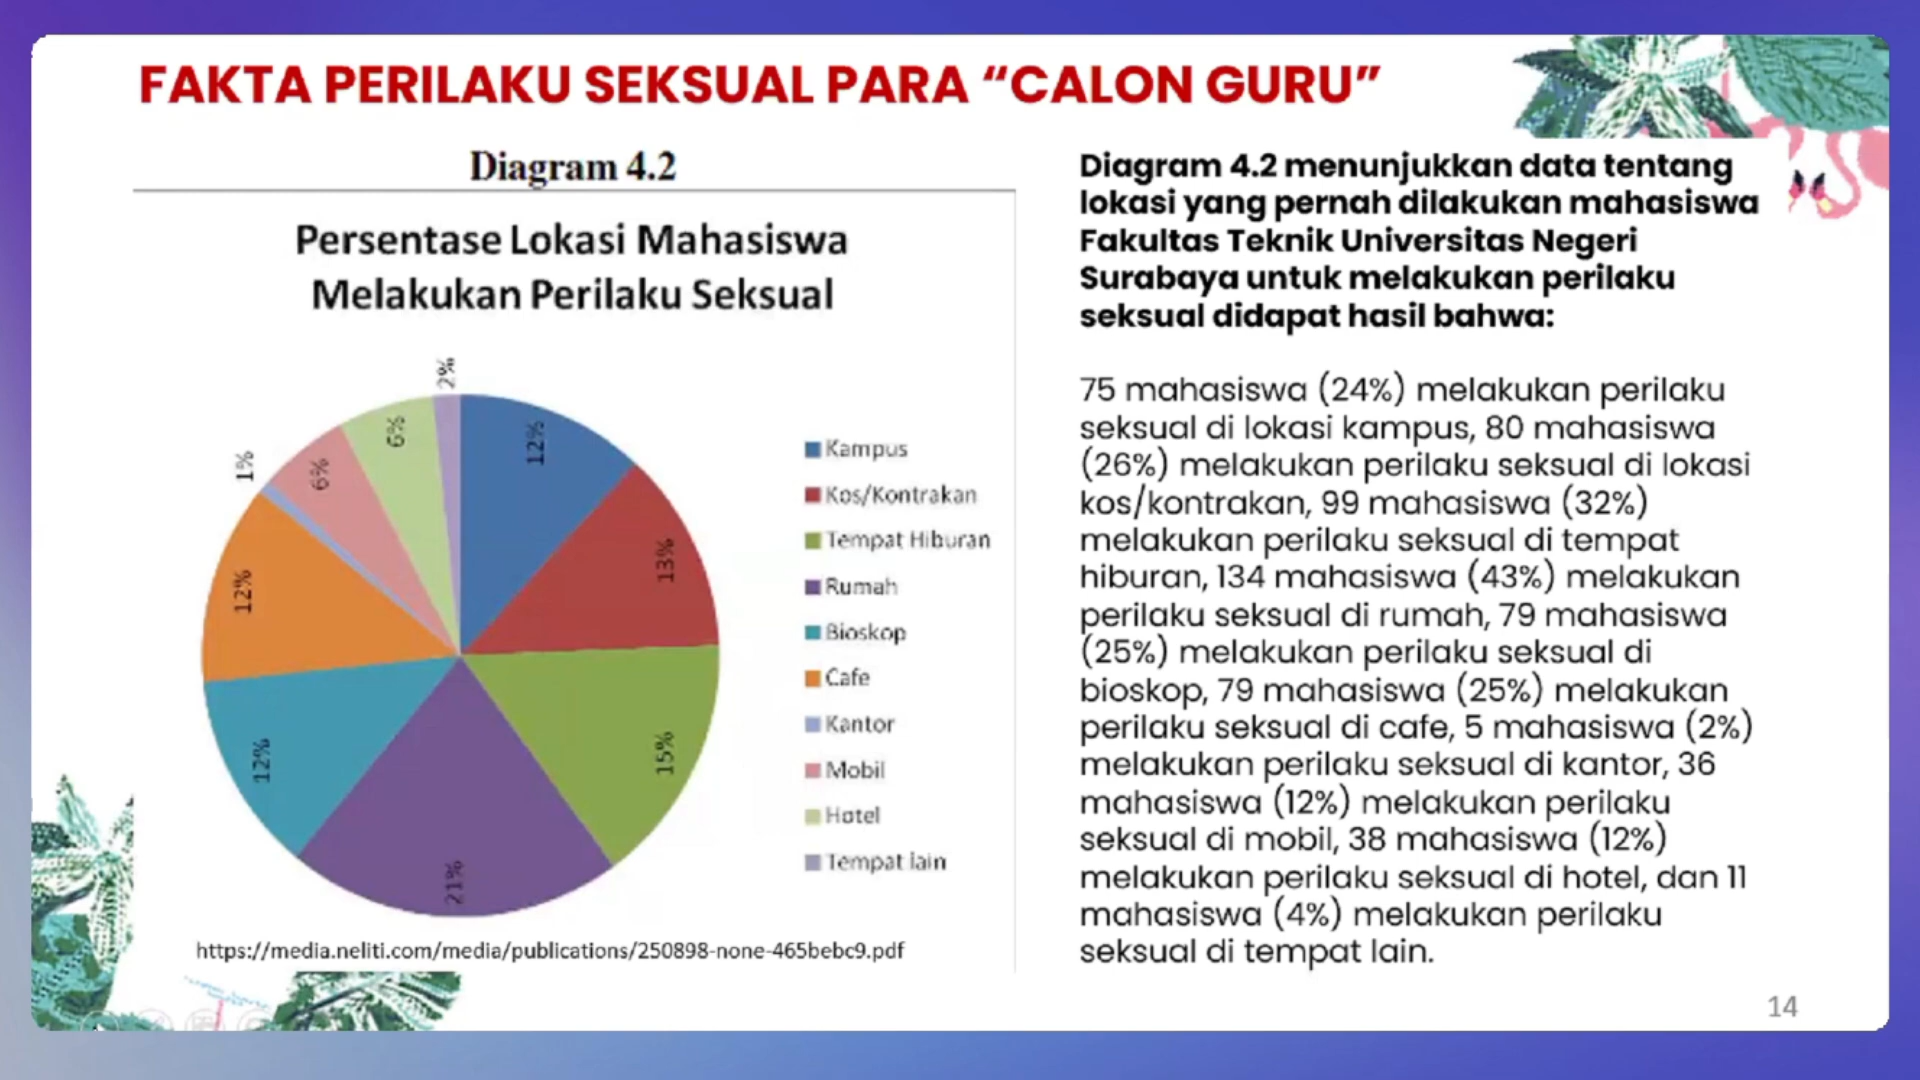 FAKTA PERILAKU SEKSUAL PARA “CALON GURU”
Diagram 4.2
Persentase Lokasi Mahasiswa
Melakukan Perilaku Seksual
2%
12%
6%
6%
1%
13%
12%
15%
12%
21%
Kampus
Kos/Kontrakan
Tempat Hiburan
Rumah
Bioskop
Cafe
Kantor
Mobil
Hotel
Tempat lain
https://media.neliti.com/media/publications/250898-none-465bebc9.pdf
Diagram 4.2 menunjukkan data tentang
lokasi yang pernah dilakukan mahasiswa
Fakultas Teknik Universitas Negeri
Surabaya untuk melakukan perilaku
seksual didapat hasil bahwa:
75 mahasiswa (24%) melakukan perilaku
seksual di lokasi kampus, 80 mahasiswa
(26%) melakukan perilaku seksual di lokasi
kos/kontrakan, 99 mahasiswa (32%)
melakukan perilaku seksual di tempat
hiburan, 134 mahasiswa (43%) melakukan
perilaku seksual di rumah, 79 mahasiswa
(25%) melakukan perilaku seksual di
bioskop, 79 mahasiswa (25%) melakukan
perilaku seksual di cafe, 5 mahasiswa (2%)
melakukan perilaku seksual di kantor, 36
mahasiswa (12%) melakukan perilaku
seksual di mobil, 38 mahasiswa (12%)
melakukan perilaku seksual di hotel, dan 11
mahasiswa (4%) melakukan perilaku
seksual di tempat lain.
14